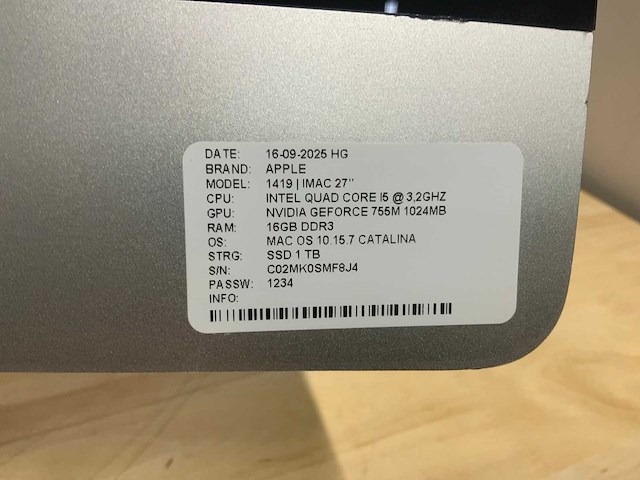 DATE: 16-09-2025 HG
BRAND: APPLE
MODEL: 1419 | IMAC 27"
CPU: INTEL QUAD CORE I5 @ 3,2GHZ
GPU: NVIDIA GEFORCE 755M 1024MB
RAM: 16GB DDR3
OS: MAC OS 10.15.7 CATALINA
STRG: SSD 1 TB
S/N: C02MK0SMF8J4
PASSW: 1234
INFO: